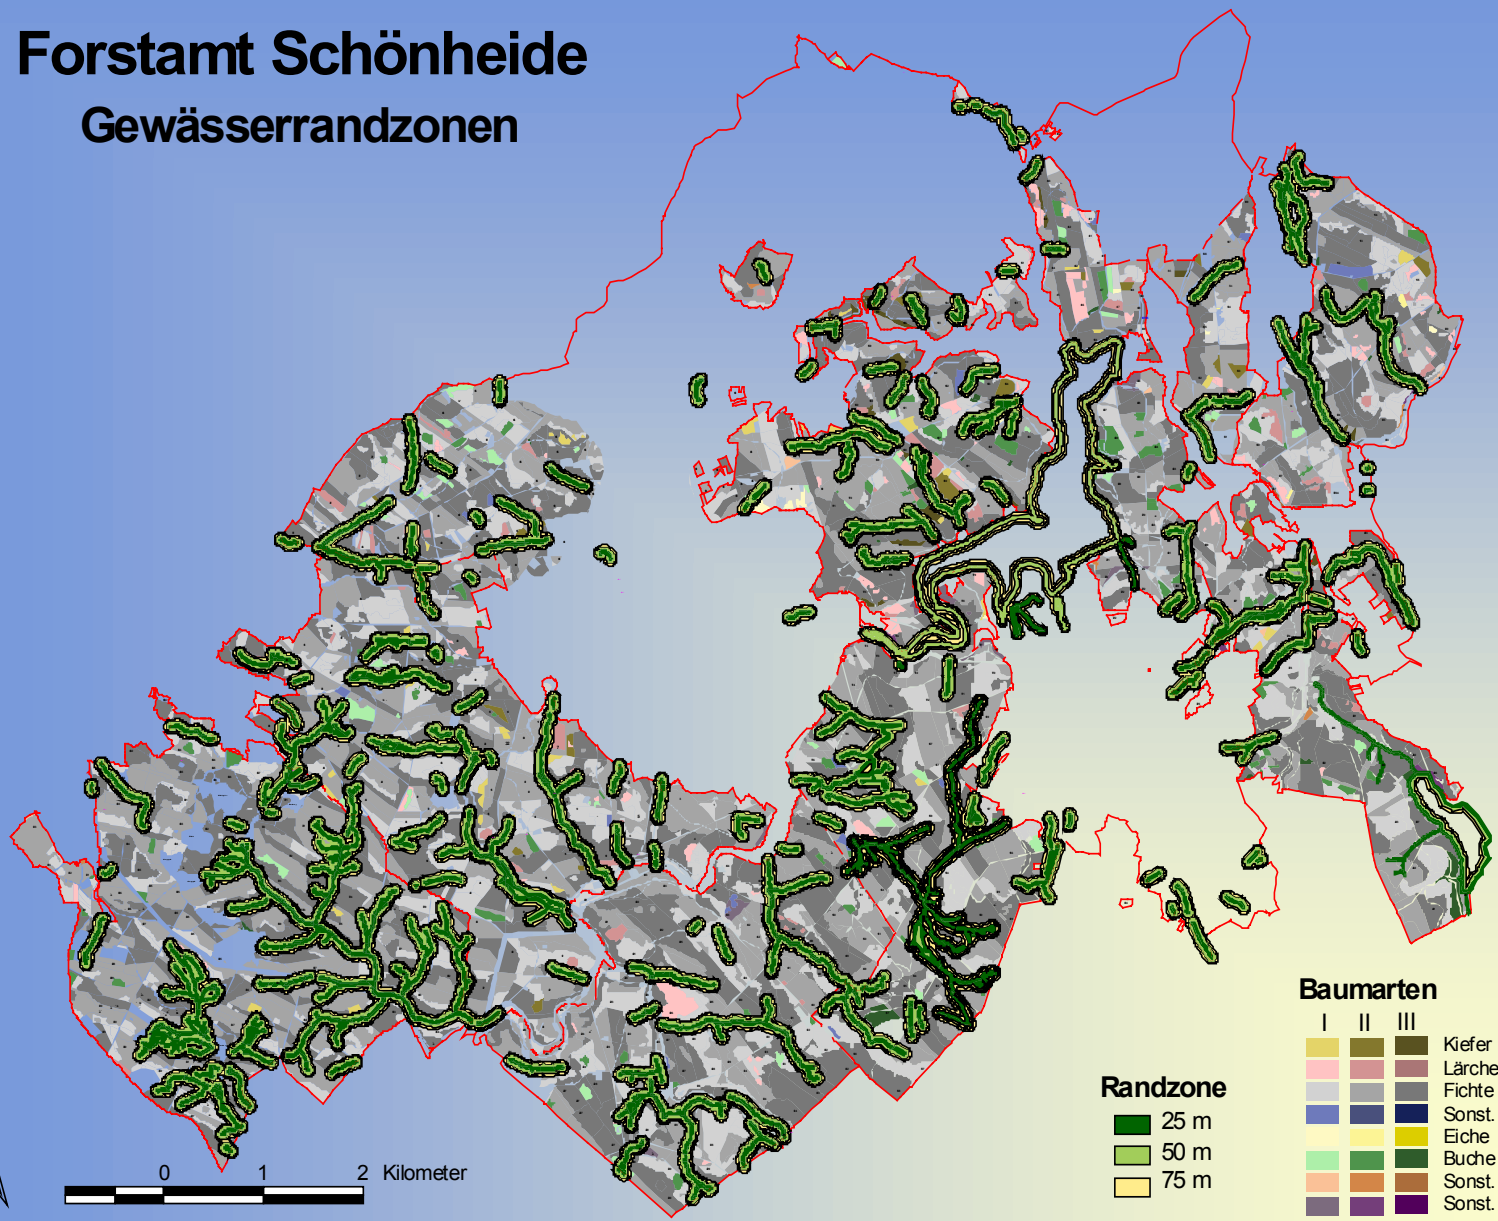 Forstamt Schönheide
Gewässerrandzonen
Baumarten
I II III
Kiefer
Lärche
Fichte
Sonst.
Eiche
Buche
Sonst.
Sonst.
Randzone
25 m
50 m
75 m
0 1 2 Kilometer